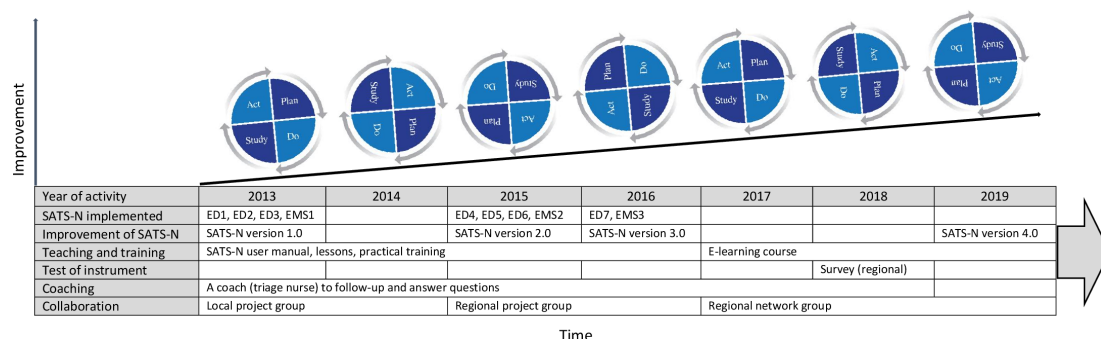 Improvement
Act Plan
Study Do
Study Act
Do Plan
Do Study
Plan Act
Plan Do
Act Study
Act Plan
Study Do
Study Act
Do Plan
Do Study
Plan Act
Year of activity 2013 2014 2015 2016 2017 2018 2019
SATS-N implemented ED1, ED2, ED3, EMS1 ED4, ED5, ED6, EMS2 ED7, EMS3
Improvement of SATS-N SATS-N version 1.0 SATS-N version 2.0 SATS-N version 3.0 SATS-N version 4.0
Teaching and training SATS-N user manual, lessons, practical training E-learning course
Test of instrument Survey (regional)
Coaching A coach (triage nurse) to follow-up and answer questions
Collaboration Local project group Regional project group Regional network group
Time